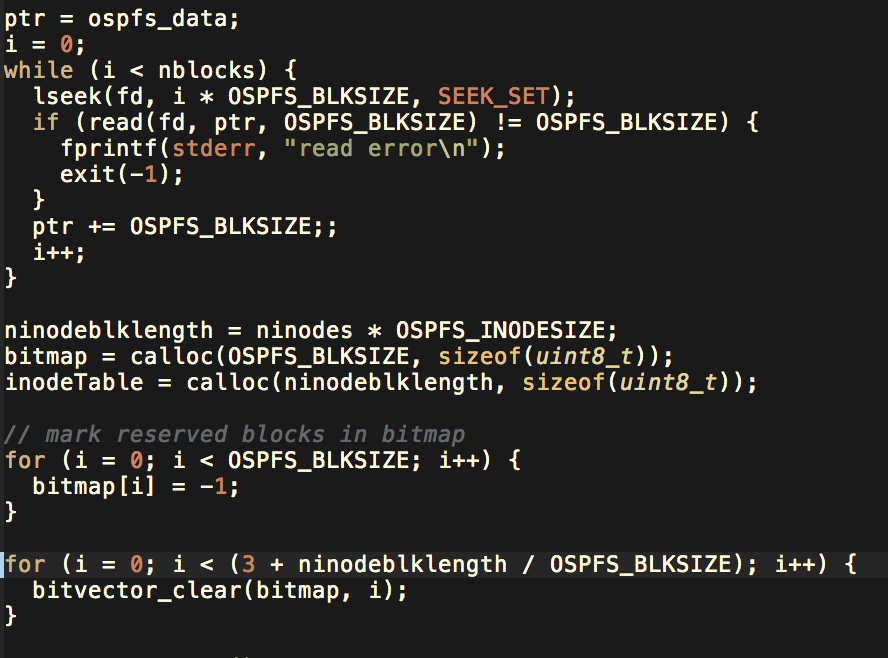 ptr = ospfs_data;
i = 0;
while (i < nblocks) {
  lseek(fd, i * OSPFS_BLKSIZE, SEEK_SET);
  if (read(fd, ptr, OSPFS_BLKSIZE) != OSPFS_BLKSIZE) {
    fprintf(stderr, "read error\n");
    exit(-1);
  }
  ptr += OSPFS_BLKSIZE;;
  i++;
}
ninodeblklength = ninodes * OSPFS_INODESIZE;
bitmap = calloc(OSPFS_BLKSIZE, sizeof(uint8_t));
inodeTable = calloc(ninodeblklength, sizeof(uint8_t));
// mark reserved blocks in bitmap
for (i = 0; i < OSPFS_BLKSIZE; i++) {
  bitmap[i] = -1;
}
for (i = 0; i < (3 + ninodeblklength / OSPFS_BLKSIZE); i++) {
  bitvector_clear(bitmap, i);
}